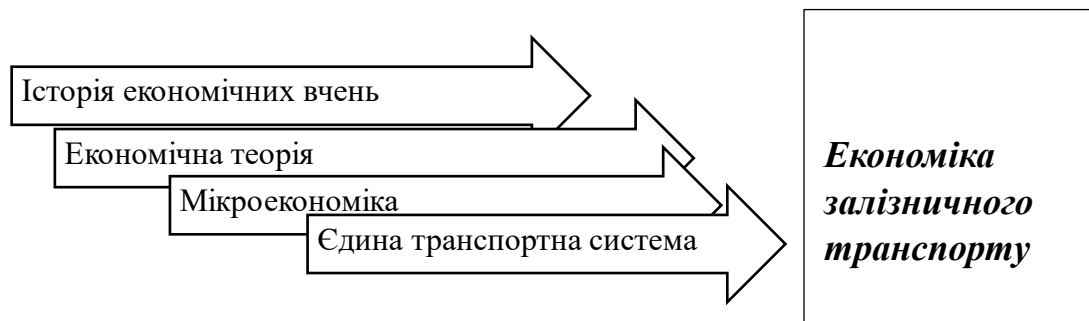 Історія економічних вчень
Економічна теорія
Мікроекономіка
Єдина транспортна система
Економіка
залізничного
транспорту